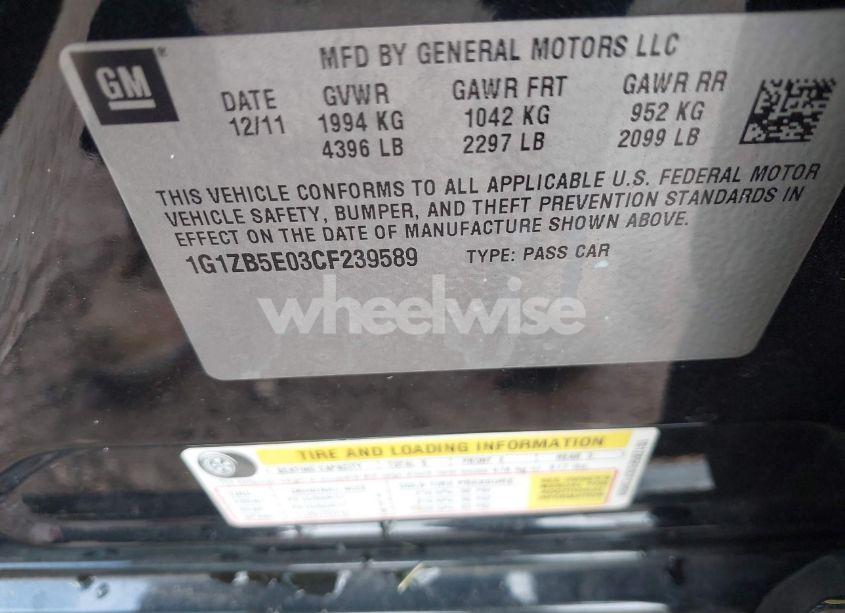 GM
MFD BY GENERAL MOTORS LLC
DATE GVWR GAWR FRT GAWR RR
12/11 1994 KG 1042 KG 952 KG
4396 LB 2297 LB 2099 LB
THIS VEHICLE CONFORMS TO ALL APPLICABLE U.S. FEDERAL MOTOR
VEHICLE SAFETY, BUMPER, AND THEFT PREVENTION STANDARDS IN
EFFECT ON THE DATE OF MANUFACTURE SHOWN ABOVE.
1G1ZB5E03CF239589 TYPE: PASS CAR
wheelwise
TIRE AND LOADING INFORMATION
SEATING CAPACITY